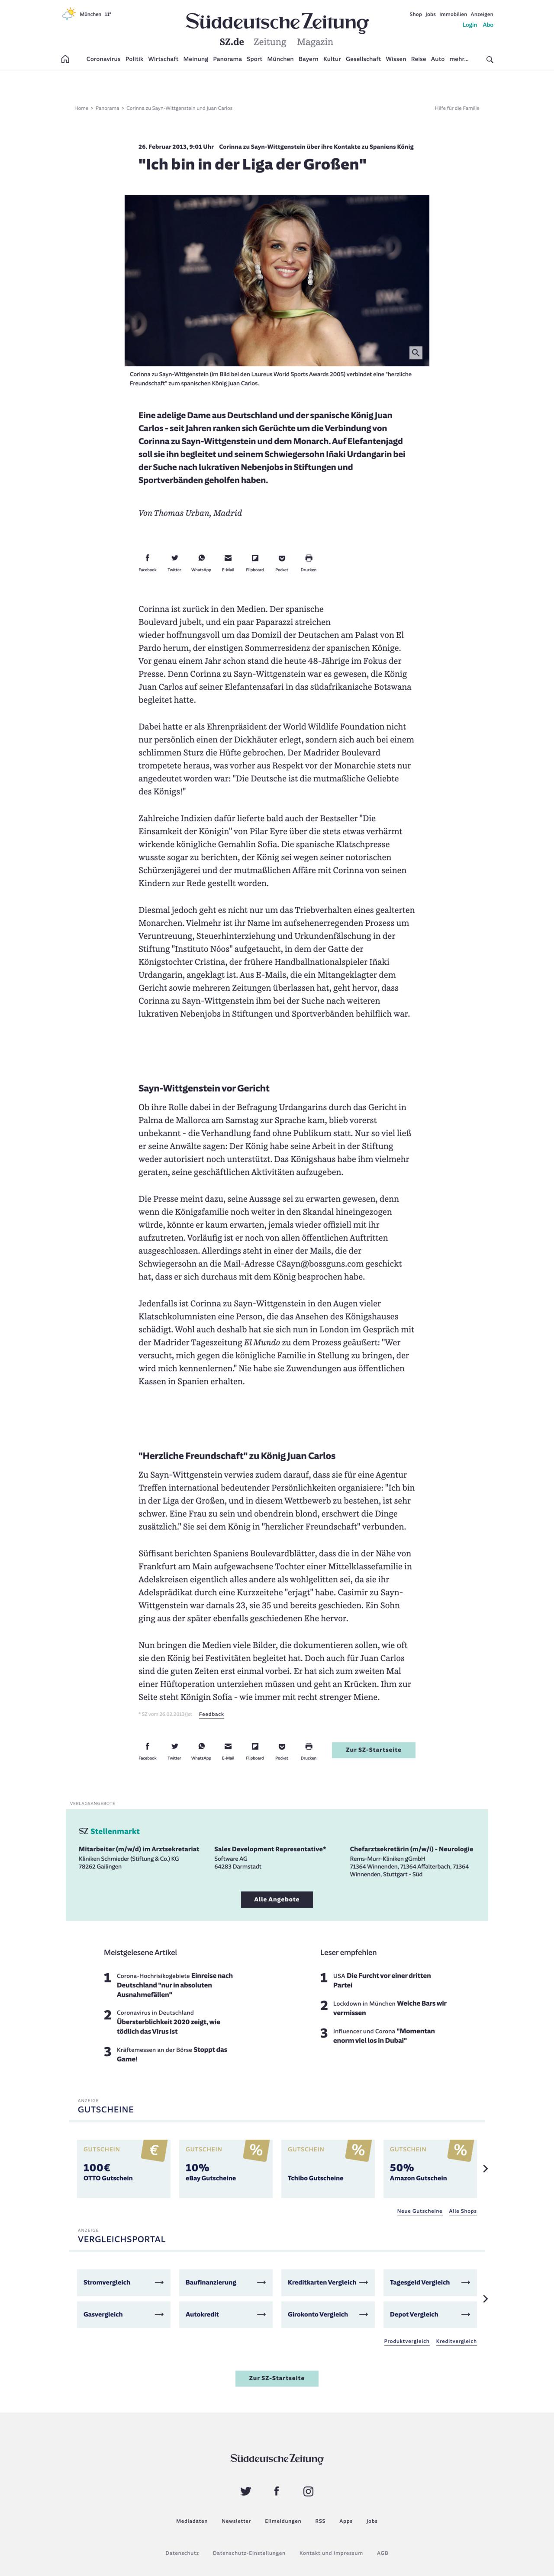 München 11°
Süddeutsche Zeitung
Shop Jobs Immobilien Anzeigen
Login Abo
SZ.de Zeitung Magazin
Coronavirus Politik Wirtschaft Meinung Panorama Sport München Bayern Kultur Gesellschaft Wissen Reise Auto mehr...
Home > Panorama > Corinna zu Sayn-Wittgenstein und Juan Carlos
Hilfe für die Familie
26. Februar 2013, 9:01 Uhr Corinna zu Sayn-Wittgenstein über ihre Kontakte zu Spaniens König
"Ich bin in der Liga der Großen"
IWC
Corinna zu Sayn-Wittgenstein (im Bild bei den Laureus World Sports Awards 2005) verbindet eine "herzliche
Freundschaft" zum spanischen König Juan Carlos.
Eine adelige Dame aus Deutschland und der spanische König Juan
Carlos - seit Jahren ranken sich Gerüchte um die Verbindung von
Corinna zu Sayn-Wittgenstein und dem Monarch. Auf Elefantenjagd
soll sie ihn begleitet und seinem Schwiegersohn Iñaki Urdangarin bei
der Suche nach lukrativen Nebenjobs in Stiftungen und
Sportverbänden geholfen haben.
Von Thomas Urban, Madrid
Facebook Twitter WhatsApp E-Mail Flipboard Pocket Drucken
Corinna ist zurück in den Medien. Der spanische
Boulevard jubelt, und ein paar Paparazzi streichen
wieder hoffnungsvoll um das Domizil der Deutschen am Palast von El
Pardo herum, der einstigen Sommerresidenz der spanischen Könige.
Vor genau einem Jahr schon stand die heute 48-Jährige im Fokus der
Presse. Denn Corinna zu Sayn-Wittgenstein war es gewesen, die König
Juan Carlos auf seiner Elefantensafari in das südafrikanische Botswana
begleitet hatte.
Dabei hatte er als Ehrenpräsident der World Wildlife Foundation nicht
nur persönlich einen der Dickhäuter erlegt, sondern sich auch bei einem
schlimmen Sturz die Hüfte gebrochen. Der Madrider Boulevard
trompetete heraus, was vorher aus Respekt vor der Monarchie stets nur
angedeutet worden war: "Die Deutsche ist die mutmaßliche Geliebte
des Königs!"
Zahlreiche Indizien dafür lieferte bald auch der Bestseller "Die
Einsamkeit der Königin" von Pilar Eyre über die stets etwas verhärmt
wirkende königliche Gemahlin Sofía. Die spanische Klatschpresse
wusste sogar zu berichten, der König sei wegen seiner notorischen
Schürzenjägerei und der mutmaßlichen Affäre mit Corinna von seinen
Kindern zur Rede gestellt worden.
Diesmal jedoch geht es nicht nur um das Triebverhalten eines gealterten
Monarchen. Vielmehr ist ihr Name im aufsehenerregenden Prozess um
Veruntreuung, Steuerhinterziehung und Urkundenfälschung in der
Stiftung "Instituto Nóos" aufgetaucht, in dem der Gatte der
Königstochter Cristina, der frühere Handballnationalspieler Iñaki
Urdangarin, angeklagt ist. Aus E-Mails, die ein Mitangeklagter dem
Gericht sowie mehreren Zeitungen überlassen hat, geht hervor, dass
Corinna zu Sayn-Wittgenstein ihm bei der Suche nach weiteren
lukrativen Nebenjobs in Stiftungen und Sportverbänden behilflich war.
Sayn-Wittgenstein vor Gericht
Ob ihre Rolle dabei in der Befragung Urdangarins durch das Gericht in
Palma de Mallorca am Samstag zur Sprache kam, blieb vorerst
unbekannt - die Verhandlung fand ohne Publikum statt. Nur so viel ließ
er seine Anwälte sagen: Der König habe seine Arbeit in der Stiftung
weder autorisiert noch unterstützt. Das Königshaus habe ihm vielmehr
geraten, seine geschäftlichen Aktivitäten aufzugeben.
Die Presse meint dazu, seine Aussage sei zu erwarten gewesen, denn
wenn die Königsfamilie noch weiter in den Skandal hineingezogen
würde, könnte er kaum erwarten, jemals wieder offiziell mit ihr
aufzutreten. Vorläufig ist er noch von allen öffentlichen Auftritten
ausgeschlossen. Allerdings steht in einer der Mails, die der
Schwiegersohn an die Mail-Adresse CSayn@bossguns.com geschickt
hat, dass er sich durchaus mit dem König besprochen habe.
Jedenfalls ist Corinna zu Sayn-Wittgenstein in den Augen vieler
Klatschkolumnisten eine Person, die das Ansehen des Königshauses
schädigt. Wohl auch deshalb hat sie sich nun in London im Gespräch mit
der Madrider Tageszeitung El Mundo zu dem Prozess geäußert: "Wer
versucht, mich gegen die königliche Familie in Stellung zu bringen, der
wird mich kennenlernen." Nie habe sie Zuwendungen aus öffentlichen
Kassen in Spanien erhalten.
"Herzliche Freundschaft" zu König Juan Carlos
Zu Sayn-Wittgenstein verwies zudem darauf, dass sie für eine Agentur
Treffen international bedeutender Persönlichkeiten organisiere: "Ich bin
in der Liga der Großen, und in diesem Wettbewerb zu bestehen, ist sehr
schwer. Eine Frau zu sein und obendrein blond, erschwert die Dinge
zusätzlich." Sie sei dem König in "herzlicher Freundschaft" verbunden.
Süffisant berichten Spaniens Boulevardblätter, dass die in der Nähe von
Frankfurt am Main aufgewachsene Tochter einer Mittelklassefamilie in
Adelskreisen eigentlich alles andere als wohlgelitten sei, da sie ihr
Adelsprädikat durch eine Kurzzeitehe "erjagt" habe. Casimir zu Sayn-
Wittgenstein war damals 23, sie 35 und bereits geschieden. Ein Sohn
ging aus der später ebenfalls geschiedenen Ehe hervor.
Nun bringen die Medien viele Bilder, die dokumentieren sollen, wie oft
sie den König bei Festivitäten begleitet hat. Doch auch für Juan Carlos
sind die guten Zeiten erst einmal vorbei. Er hat sich zum zweiten Mal
einer Hüftoperation unterziehen müssen und geht an Krücken. Ihm zur
Seite steht Königin Sofía - wie immer mit recht strenger Miene.
Feedback
Facebook Twitter WhatsApp E-Mail Flipboard Pocket Drucken
Zur SZ-Startseite
VERLAGSANGEBOTE
SZ Stellenmarkt
Mitarbeiter (m/w/d) im Arztsekretariat
Kliniken Schmieder (Stiftung & Co.) KG
78262 Gailingen
Sales Development Representative*
Software AG
64283 Darmstadt
Chefarztsekretärin (m/w/i) - Neurologie
Rems-Murr-Kliniken gGmbH
71364 Winnenden, 71364 Affalterbach, 71364
Winnenden, Stuttgart - Süd
Alle Angebote
Meistgelesene Artikel
1 Corona-Hochrisikogebiete Einreise nach
Deutschland "nur in absoluten
Ausnahmefällen"
2 Coronavirus in Deutschland
Übersterblichkeit 2020 zeigt, wie
tödlich das Virus ist
3 Kräftemessen an der Börse Stoppt das
Game!
Leser empfehlen
1 USA Die Furcht vor einer dritten
Partei
2 Lockdown in München Welche Bars wir
vermissen
3 Influencer und Corona "Momentan
enorm viel los in Dubai"
ANZEIGE
GUTSCHEINE
GUTSCHEIN €
100€
OTTO Gutschein
GUTSCHEIN %
10%
eBay Gutscheine
GUTSCHEIN %
Tchibo Gutscheine
GUTSCHEIN %
50%
Amazon Gutschein
Neue Gutscheine Alle Shops
ANZEIGE
VERGLEICHSPORTAL
Stromvergleich Baufinanzierung Kreditkarten Vergleich Tagesgeld Vergleich
Gasvergleich Autokredit Girokonto Vergleich Depot Vergleich
Produktvergleich Kreditvergleich
Zur SZ-Startseite
Süddeutsche Zeitung
Mediadaten Newsletter Eilmeldungen RSS Apps Jobs
Datenschutz Datenschutz-Einstellungen Kontakt und Impressum AGB